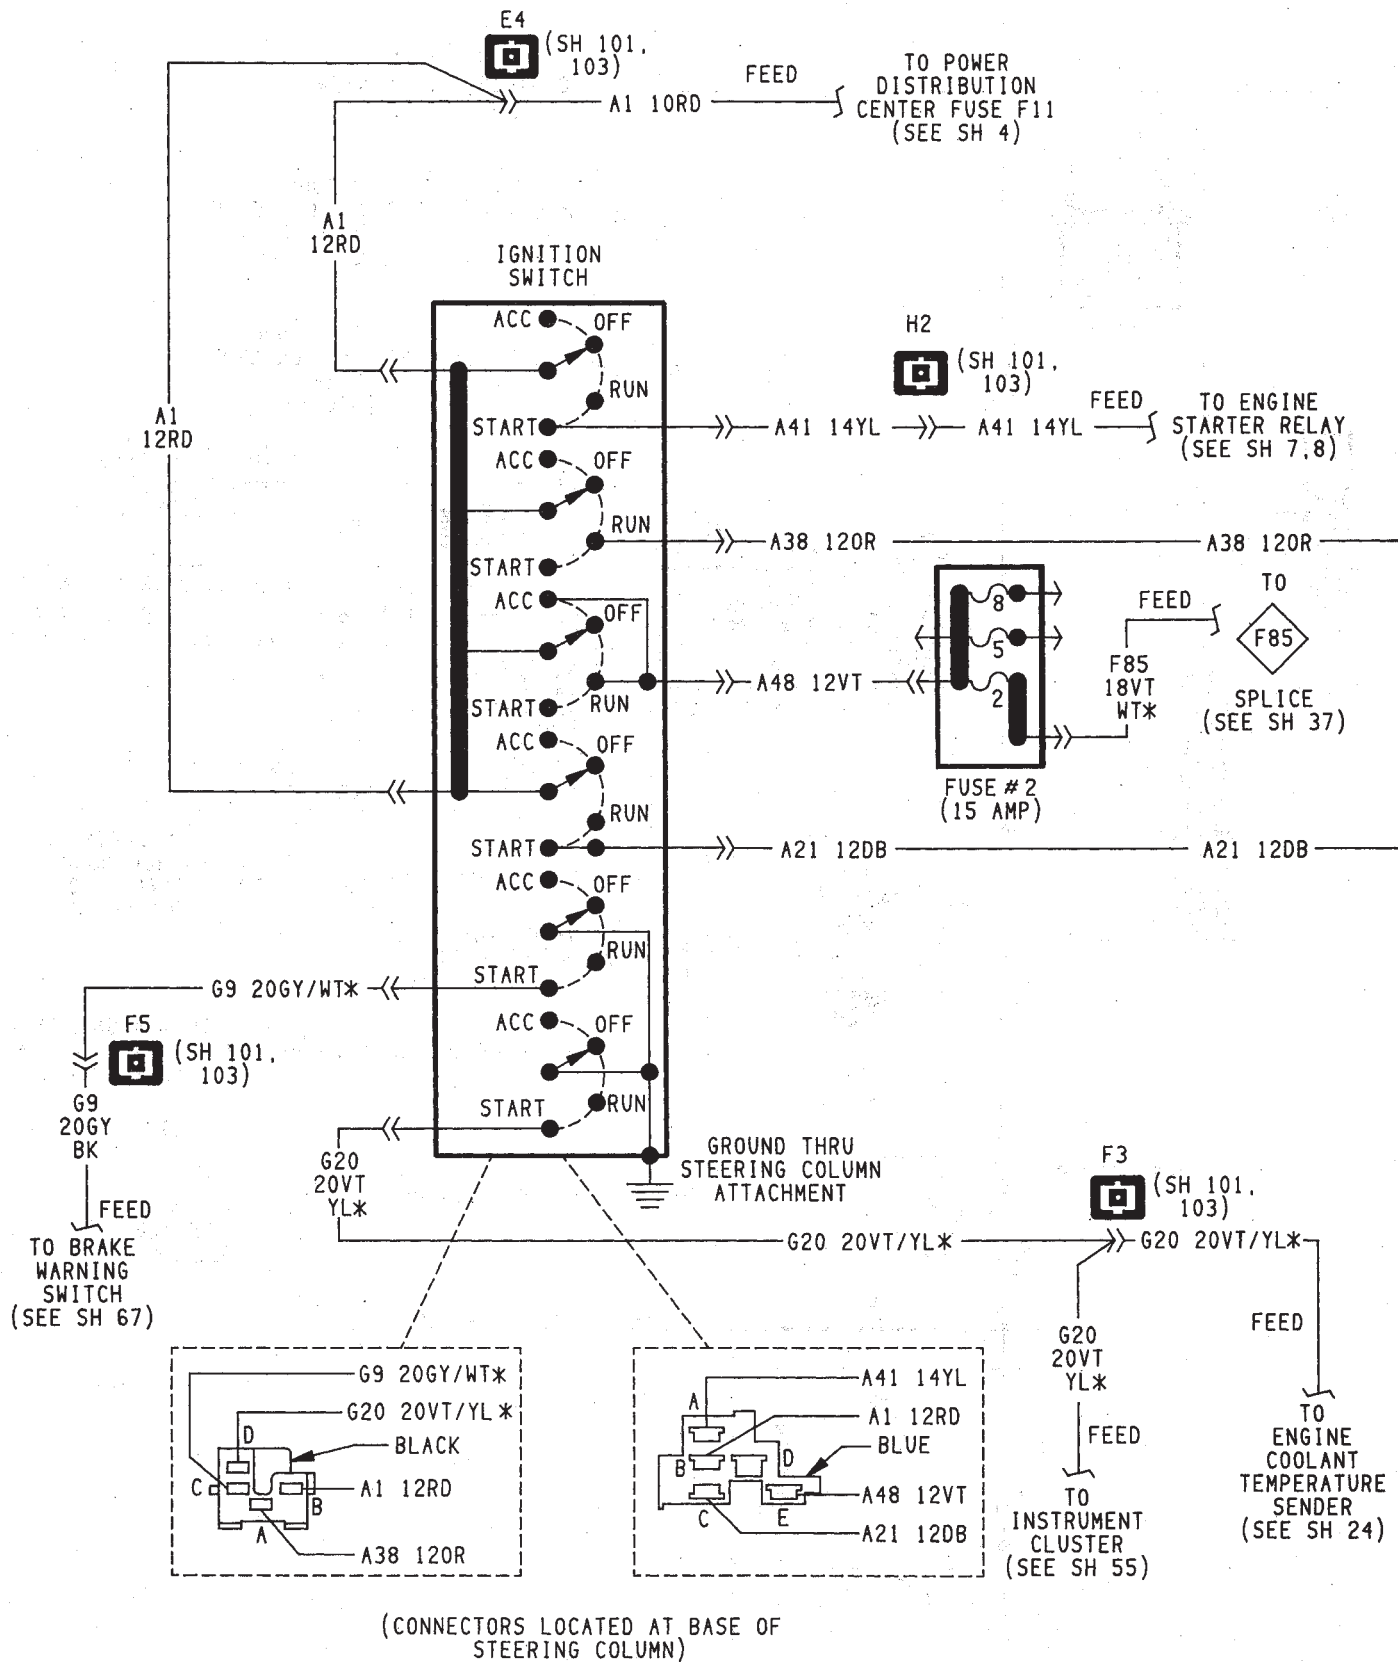 E4
(SH 101,
103)
FEED
TO POWER
DISTRIBUTION
CENTER FUSE F11
(SEE SH 4)
A1 10RD
A1
12RD
IGNITION
SWITCH
ACC
OFF
RUN
START
H2
(SH 101,
103)
A1
12RD
A41 14YL
A41 14YL
FEED
TO ENGINE
STARTER RELAY
(SEE SH 7,8)
ACC
OFF
RUN
START
A38 12OR
A38 12OR
ACC
OFF
RUN
START
A48 12VT
8
5
2
FUSE #2
(15 AMP)
F85
18VT
WT*
FEED
TO
F85
SPLICE
(SEE SH 37)
ACC
OFF
RUN
START
A21 12DB
A21 12DB
ACC
OFF
RUN
START
G9 20GY/WT*
F5
(SH 101,
103)
G9
20GY
BK
FEED
TO BRAKE
WARNING
SWITCH
(SEE SH 67)
ACC
OFF
RUN
START
G20
20VT
YL*
GROUND THRU
STEERING COLUMN
ATTACHMENT
F3
(SH 101,
103)
G20 20VT/YL*
G20 20VT/YL*
G20
20VT
YL*
FEED
TO
INSTRUMENT
CLUSTER
(SEE SH 55)
FEED
TO
ENGINE
COOLANT
TEMPERATURE
SENDER
(SEE SH 24)
G9 20GY/WT*
G20 20VT/YL*
D
BLACK
C
A1 12RD
B
A
A38 12OR
A41 14YL
A
A1 12RD
BLUE
B
D
A48 12VT
C
E
A21 12DB
(CONNECTORS LOCATED AT BASE OF
STEERING COLUMN)